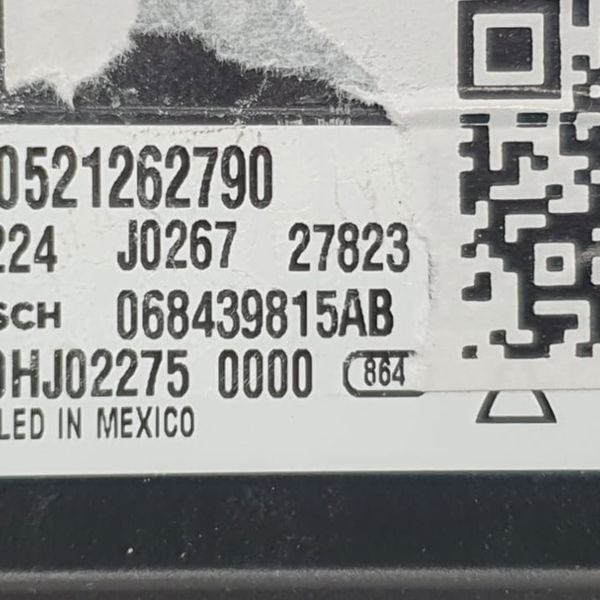 0521262790
224 J0267 27823
SCH 068439815AB
0HJ02275 0000 864
LED IN MEXICO